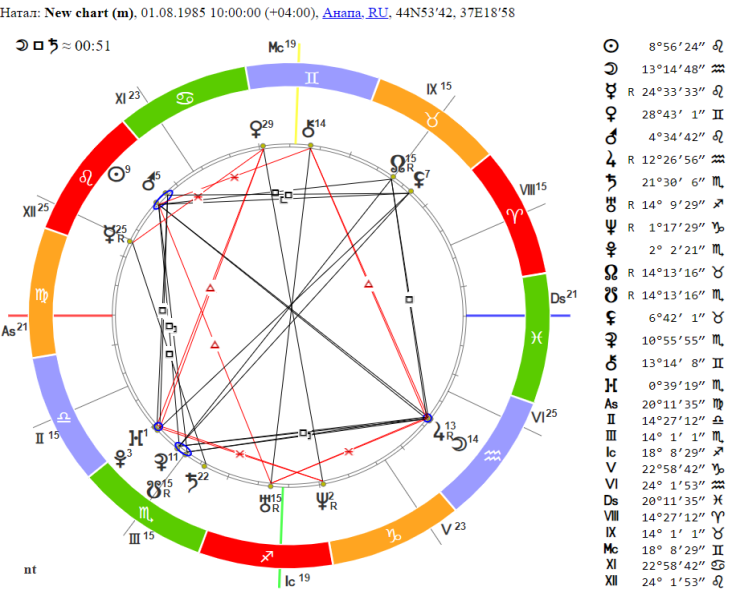 Натал: New chart (m), 01.08.1985 10:00:00 (+04:00), Анапа, RU, 44N53′42, 37E18′58
☽ □ ♄ ≈ 00:51
Mc 19
XI 23
IX 15
♀ 29
⚷ 14
☊ 15 R
⚸ 7
☉ 9
♂ 5
XII 25
☿ 25 R
VIII 15
As 21
Ds 21
II 15
VI 25
1
♇ 3
⚳ 11
☋ 15 R
♄ 22
♅ 15 R
♆ 2 R
♃ 13 R
☽ 14
III 15
V 23
Ic 19
nt
☉ 8°56′24″ ♌
☽ 13°14′48″ ♒
☿ R 24°33′33″ ♌
♀ 28°43′ 1″ ♊
♂ 4°34′42″ ♌
♃ R 12°26′56″ ♒
♄ 21°30′ 6″ ♏
♅ R 14° 9′29″ ♐
♆ R 1°17′29″ ♑
♇ 2° 2′21″ ♏
☊ R 14°13′16″ ♉
☋ R 14°13′16″ ♏
⚸ 6°42′ 1″ ♉
⚳ 10°55′55″ ♏
⚷ 13°14′ 8″ ♊
0°39′19″ ♏
As 20°11′35″ ♍
II 14°27′12″ ♎
III 14° 1′ 1″ ♏
Ic 18° 8′29″ ♐
V 22°58′42″ ♑
VI 24° 1′53″ ♒
Ds 20°11′35″ ♓
VIII 14°27′12″ ♈
IX 14° 1′ 1″ ♉
Mc 18° 8′29″ ♊
XI 22°58′42″ ♋
XII 24° 1′53″ ♌